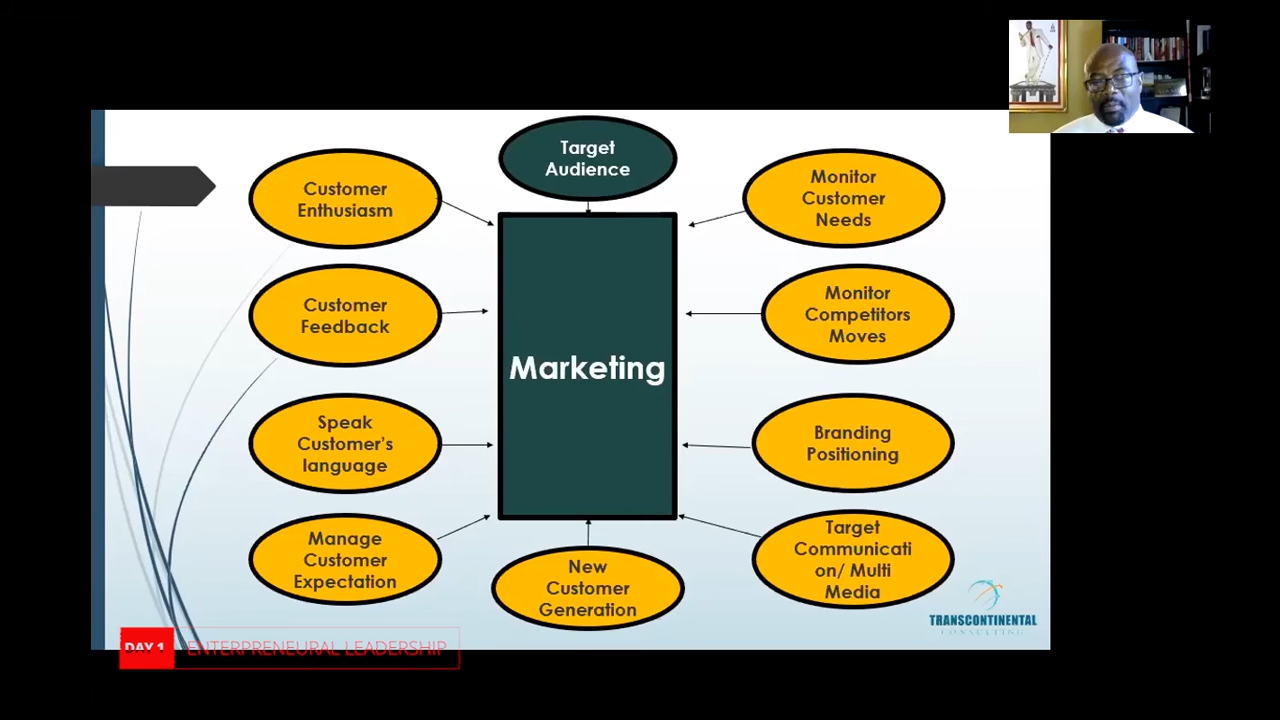 Target
Audience
Customer
Enthusiasm
Monitor
Customer
Needs
Customer
Feedback
Monitor
Competitors
Moves
Marketing
Speak
Customer's
language
Branding
Positioning
Manage
Customer
Expectation
New
Customer
Generation
Target
Communicati
on/ Multi
Media
TRANSCONTINENTAL
CONSULTING
DAY 1 ENTERPRENEURAL LEADERSHIP